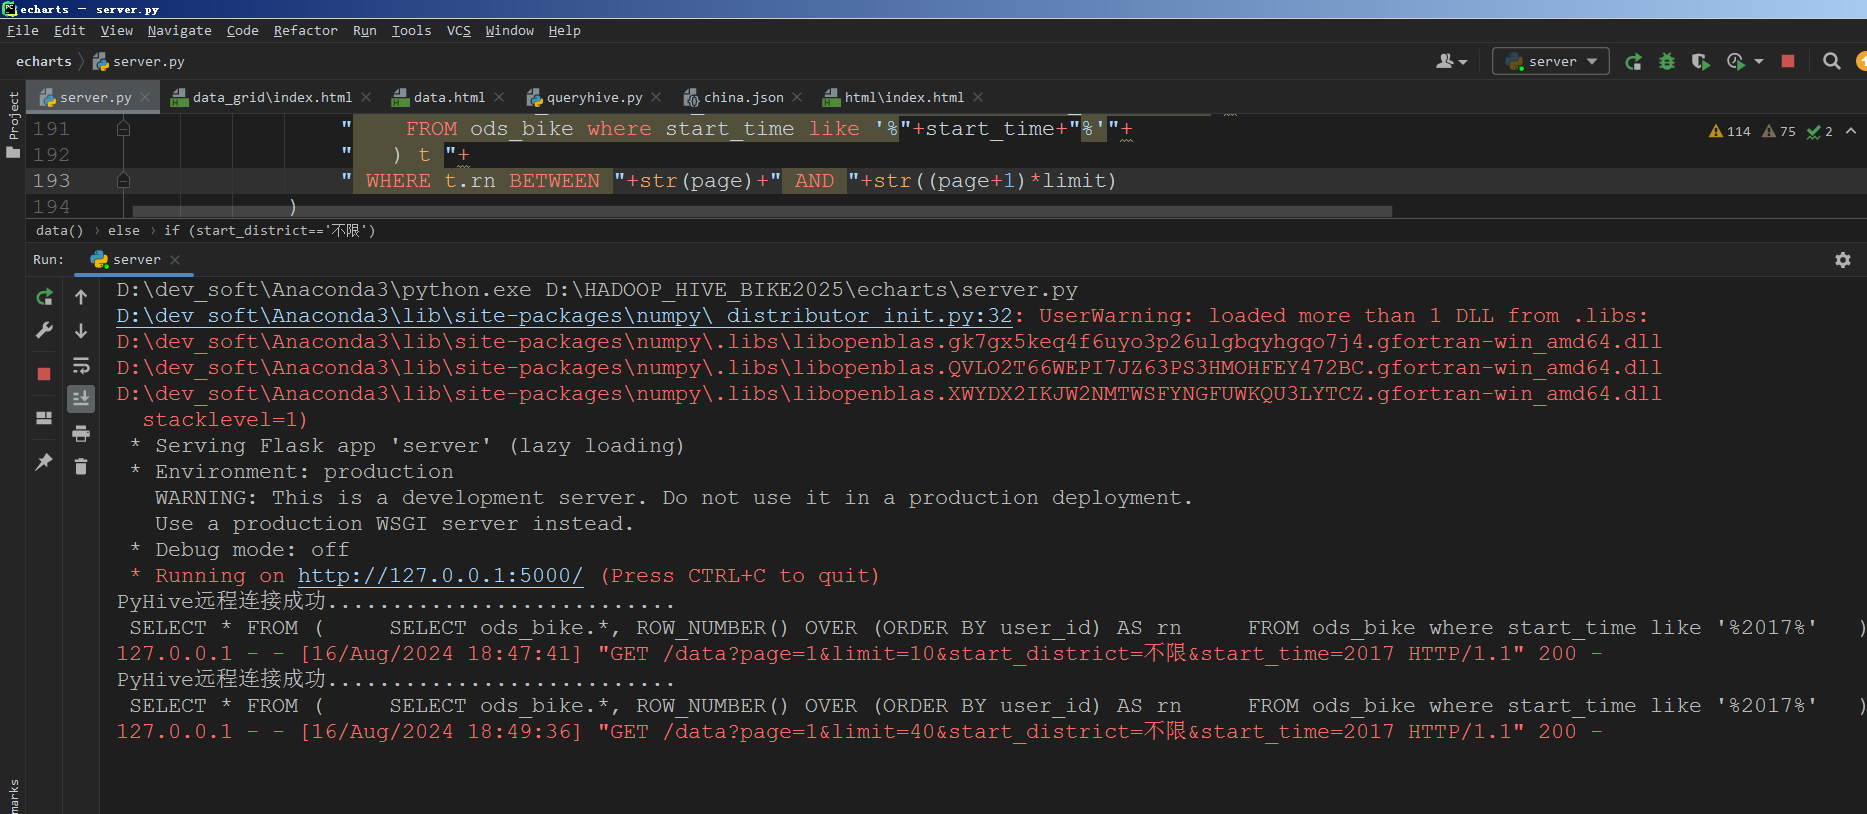 echarts – server.py
File Edit View Navigate Code Refactor Run Tools VCS Window Help
echarts server.py server
server.py data_grid\index.html data.html queryhive.py china.json html\index.html
Project
191 " FROM ods_bike where start_time like '%"+start_time+"%'"+
114 75 2
192 " ) t "+
193 " WHERE t.rn BETWEEN "+str(page)+" AND "+str((page+1)*limit)
194 )
data() › else › if (start_district=='不限')
Run: server
D:\dev_soft\Anaconda3\python.exe D:\HADOOP_HIVE_BIKE2025\echarts\server.py
D:\dev_soft\Anaconda3\lib\site-packages\numpy\_distributor_init.py:32: UserWarning: loaded more than 1 DLL from .libs:
D:\dev_soft\Anaconda3\lib\site-packages\numpy\.libs\libopenblas.gk7gx5keq4f6uyo3p26ulgbqyhgqo7j4.gfortran-win_amd64.dll
D:\dev_soft\Anaconda3\lib\site-packages\numpy\.libs\libopenblas.QVLO2T66WEPI7JZ63PS3HMOHFEY472BC.gfortran-win_amd64.dll
D:\dev_soft\Anaconda3\lib\site-packages\numpy\.libs\libopenblas.XWYDX2IKJW2NMTWSFYNGFUWKQU3LYTCZ.gfortran-win_amd64.dll
stacklevel=1)
* Serving Flask app 'server' (lazy loading)
* Environment: production
WARNING: This is a development server. Do not use it in a production deployment.
Use a production WSGI server instead.
* Debug mode: off
* Running on http://127.0.0.1:5000/ (Press CTRL+C to quit)
PyHive远程连接成功...........................
SELECT * FROM ( SELECT ods_bike.*, ROW_NUMBER() OVER (ORDER BY user_id) AS rn FROM ods_bike where start_time like '%2017%' )
127.0.0.1 - - [16/Aug/2024 18:47:41] "GET /data?page=1&limit=10&start_district=不限&start_time=2017 HTTP/1.1" 200 -
PyHive远程连接成功...........................
SELECT * FROM ( SELECT ods_bike.*, ROW_NUMBER() OVER (ORDER BY user_id) AS rn FROM ods_bike where start_time like '%2017%' )
127.0.0.1 - - [16/Aug/2024 18:49:36] "GET /data?page=1&limit=40&start_district=不限&start_time=2017 HTTP/1.1" 200 -
marks